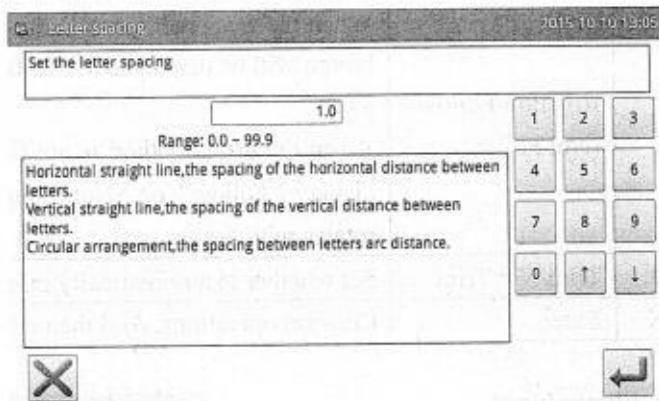 Letter spacing
2015-10-10 13:05
Set the letter spacing
1.0
Range: 0.0 ~ 99.9
Horizontal straight line,the spacing of the horizontal distance between
letters.
Vertical straight line,the spacing of the vertical distance between
letters.
Circular arrangement,the spacing between letters arc distance.
1 2 3
4 5 6
7 8 9
0 ↑ ↓